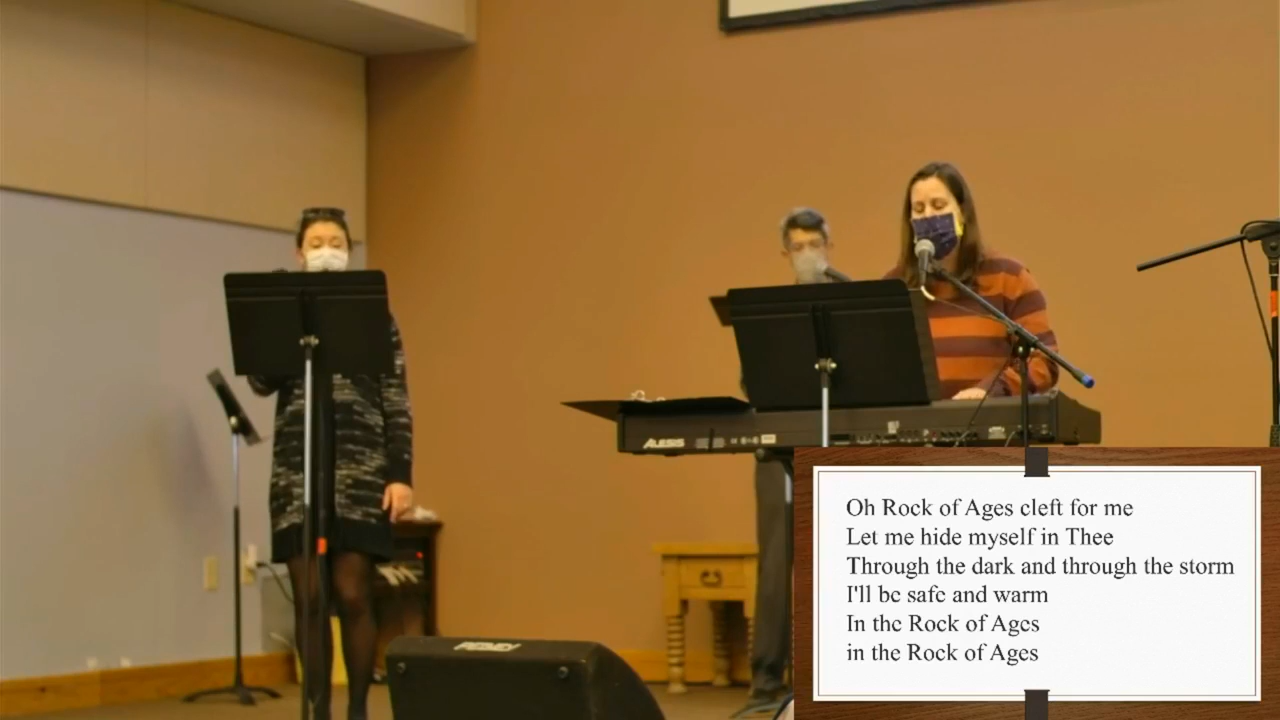 ALESIS
PEAVEY
Oh Rock of Ages cleft for me
Let me hide myself in Thee
Through the dark and through the storm
I'll be safe and warm
In the Rock of Ages
in the Rock of Ages